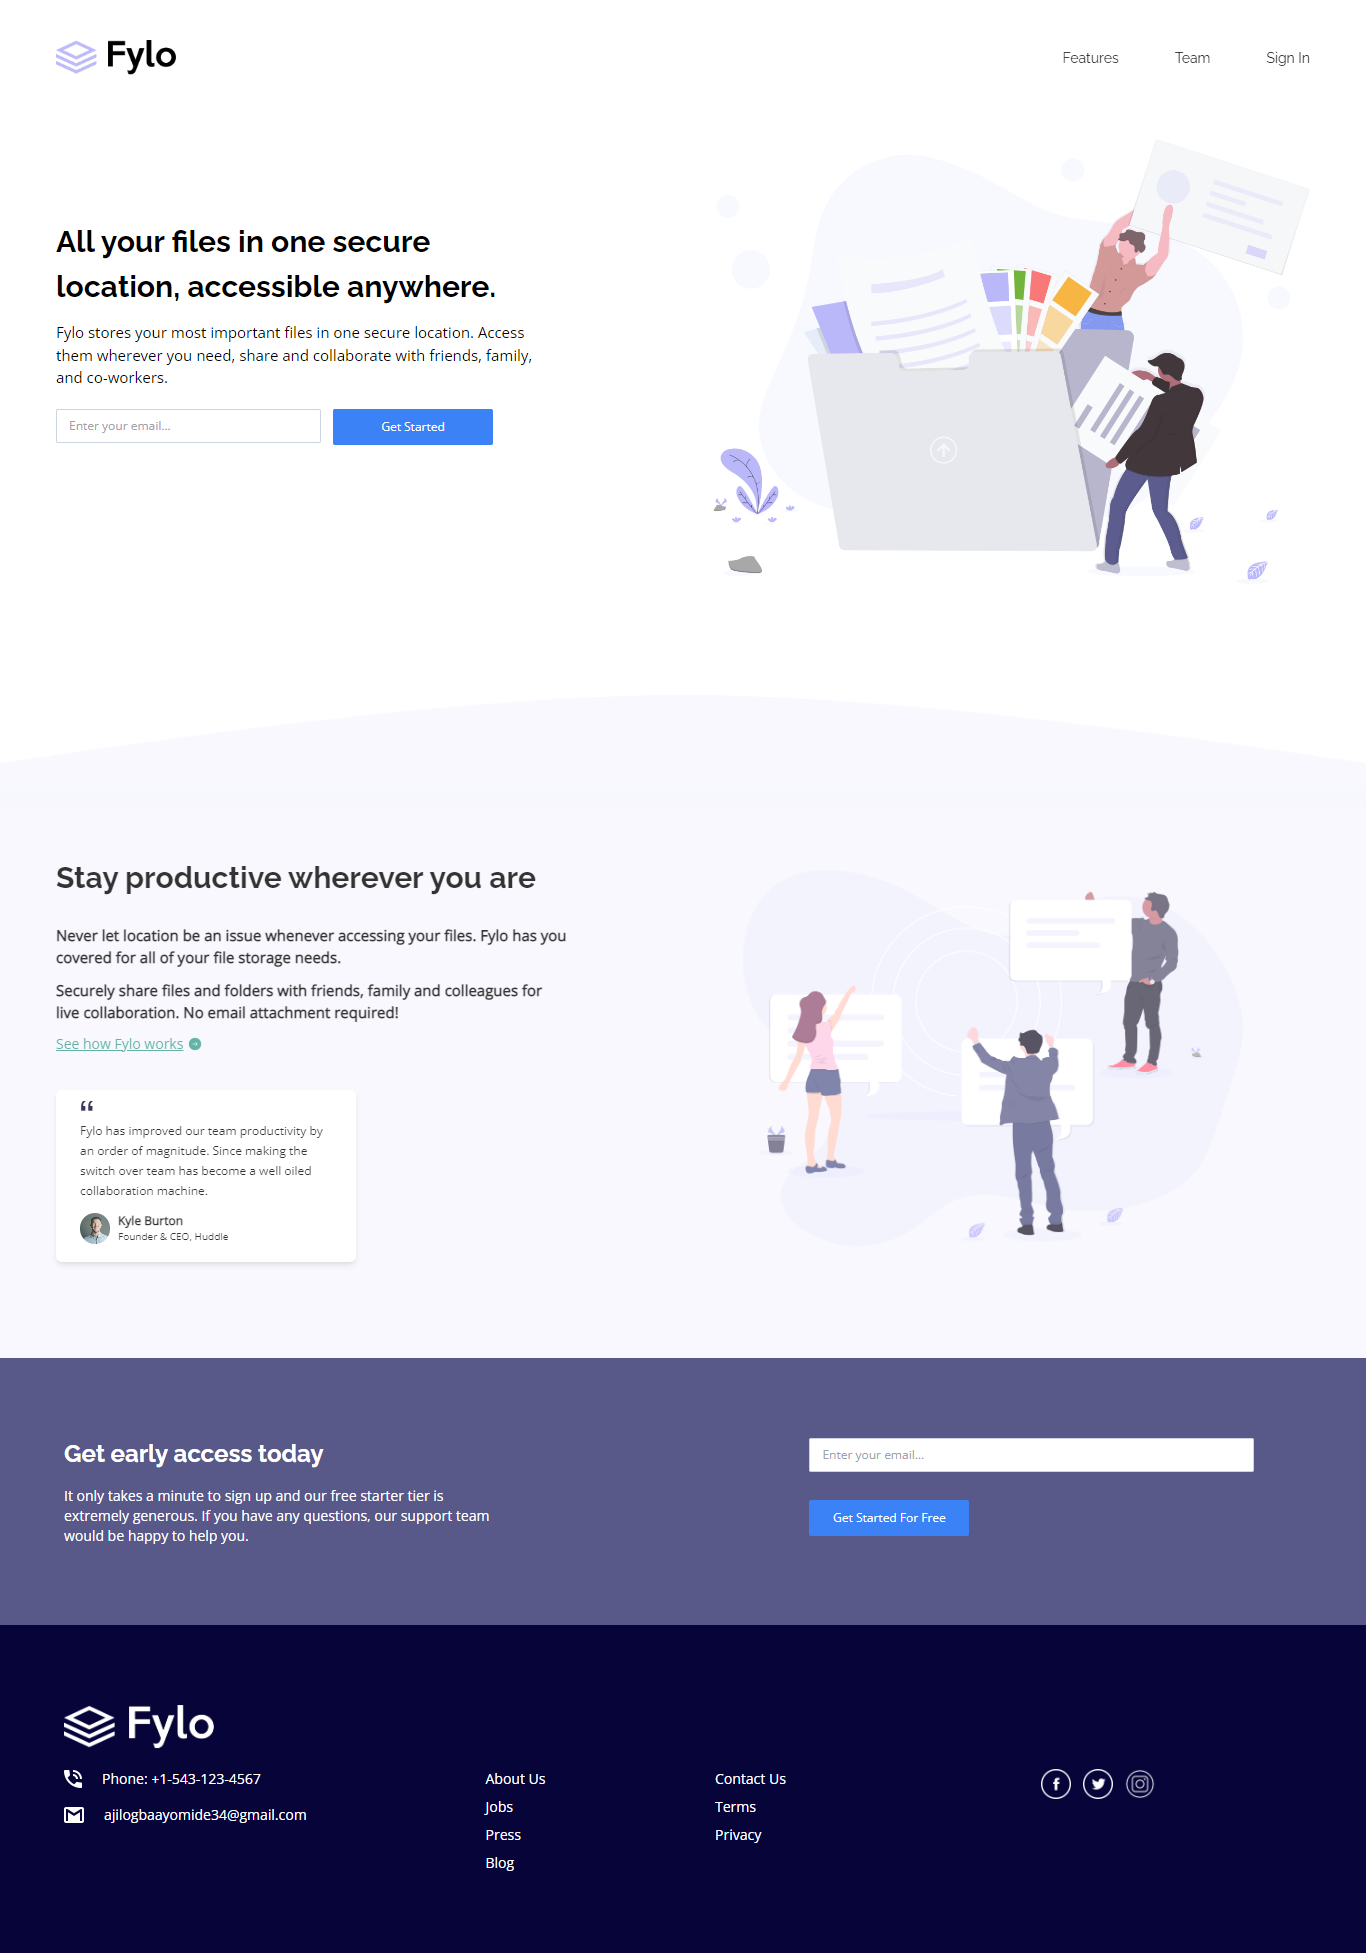 Fylo
Features
Team
Sign In
All your files in one secure
location, accessible anywhere.
Fylo stores your most important files in one secure location. Access
them wherever you need, share and collaborate with friends, family,
and co-workers.
Enter your email...
Get Started
Stay productive wherever you are
Never let location be an issue whenever accessing your files. Fylo has you
covered for all of your file storage needs.
Securely share files and folders with friends, family and colleagues for
live collaboration. No email attachment required!
See how Fylo works
“
Fylo has improved our team productivity by
an order of magnitude. Since making the
switch over team has become a well oiled
collaboration machine.
Kyle Burton
Founder & CEO, Huddle
Get early access today
It only takes a minute to sign up and our free starter tier is
extremely generous. If you have any questions, our support team
would be happy to help you.
Enter your email...
Get Started For Free
Fylo
Phone: +1-543-123-4567
ajilogbaayomide34@gmail.com
About Us
Jobs
Press
Blog
Contact Us
Terms
Privacy